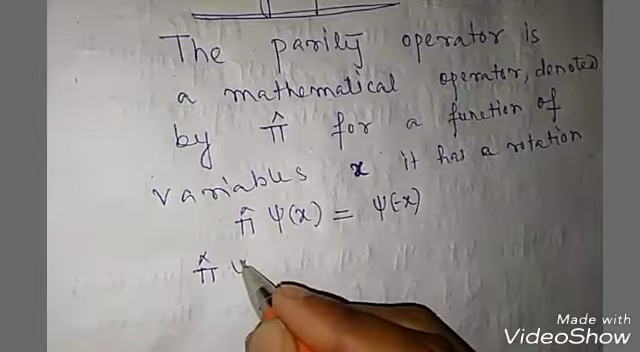 The parity operator is
a mathematical operator, denoted
by π̂ for a function of
variables x it has a rotation
π̂ ψ(x) = ψ(-x)
π̂ ψ
Made with
VideoShow